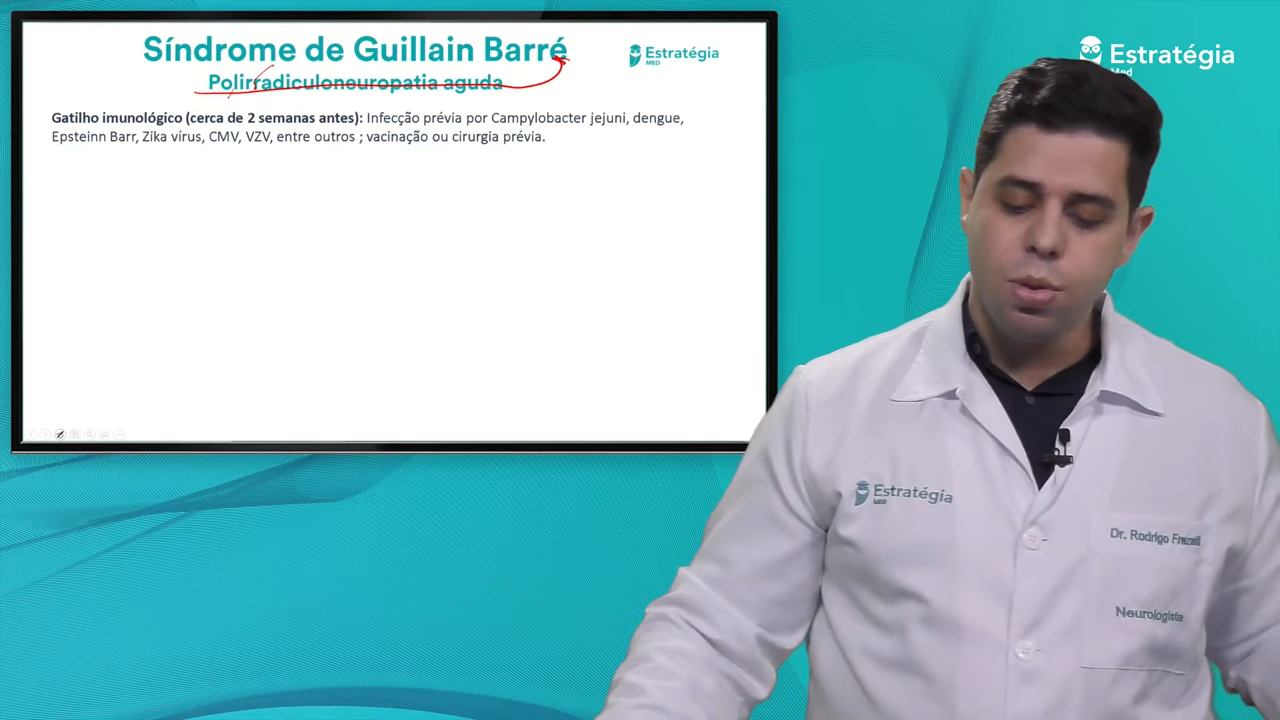 Síndrome de Guillain Barré
Polirradiculoneuropatia aguda
Estratégia
MED
Gatilho imunológico (cerca de 2 semanas antes): Infecção prévia por Campylobacter jejuni, dengue,
Epsteinn Barr, Zika vírus, CMV, VZV, entre outros ; vacinação ou cirurgia prévia.
Estratégia
Med
Estratégia
MED
Dr. Rodrigo
Neurologista